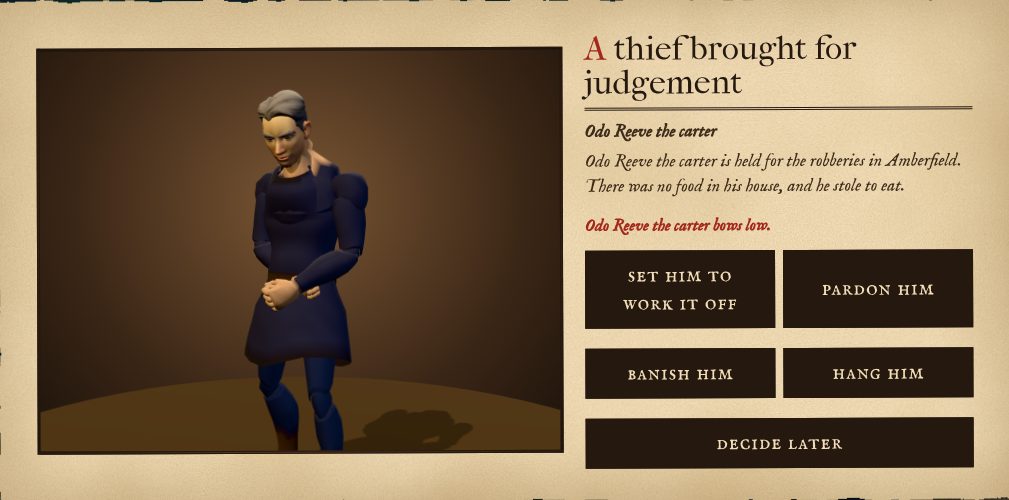 A thief brought for
judgement
Odo Reeve the carter
Odo Reeve the carter is held for the robberies in Amberfield.
There was no food in his house, and he stole to eat.
Odo Reeve the carter bows low.
SET HIM TO
WORK IT OFF
PARDON HIM
BANISH HIM
HANG HIM
DECIDE LATER